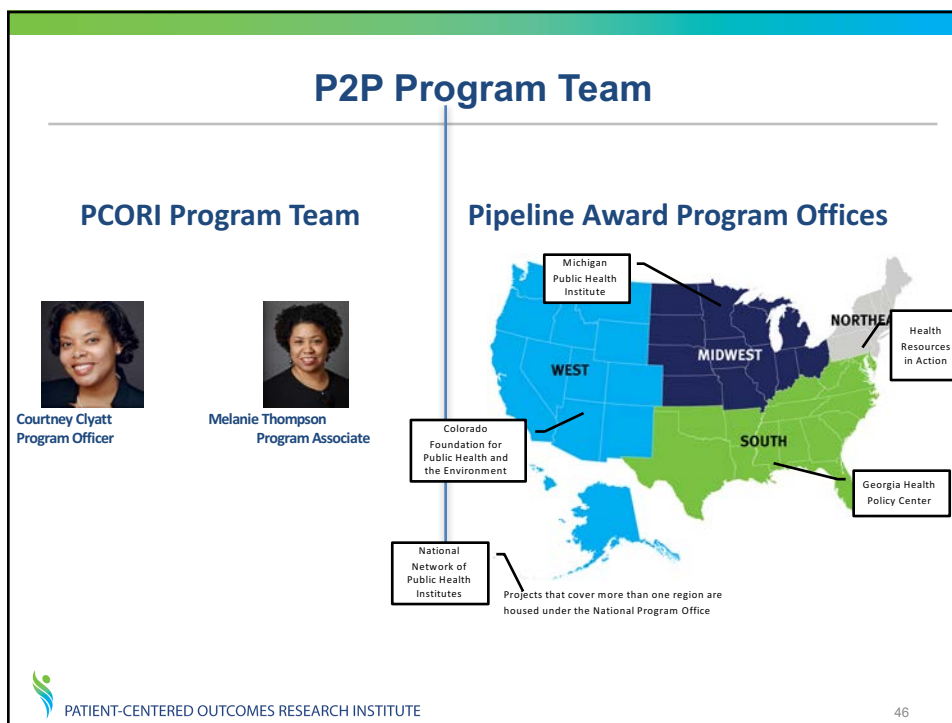 P2P Program Team
PCORI Program Team
Courtney Clyatt
Program Officer
Melanie Thompson
Program Associate
Pipeline Award Program Offices
Michigan
Public Health
Institute
NORTHEA
Health
Resources
in Action
MIDWEST
WEST
Colorado
Foundation for
Public Health and
the Environment
SOUTH
Georgia Health
Policy Center
National
Network of
Public Health
Institutes
Projects that cover more than one region are
housed under the National Program Office
PATIENT-CENTERED OUTCOMES RESEARCH INSTITUTE
46